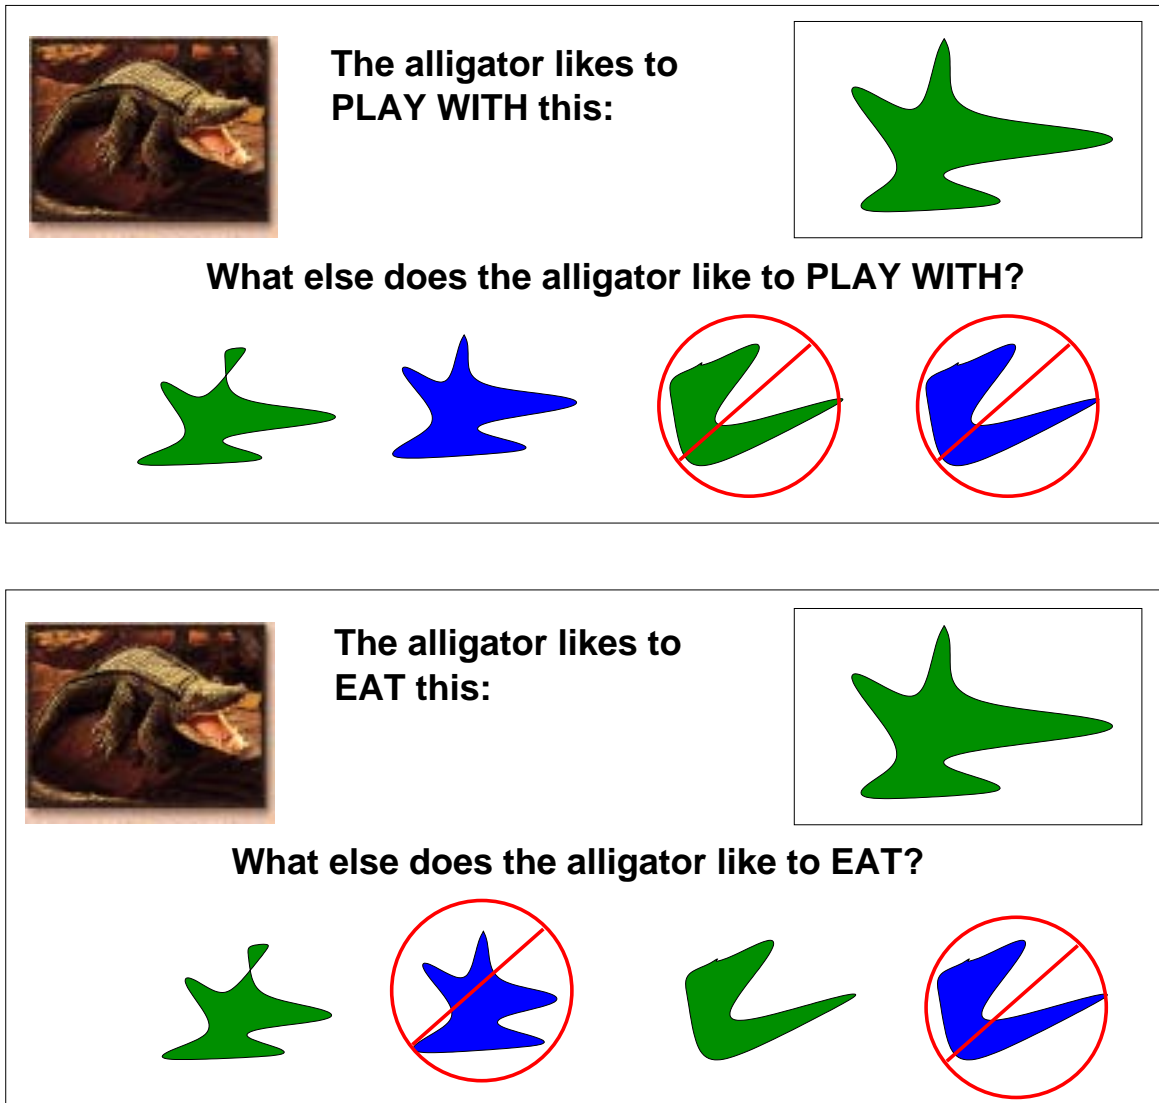 The alligator likes to
PLAY WITH this:
What else does the alligator like to PLAY WITH?
The alligator likes to
EAT this:
What else does the alligator like to EAT?